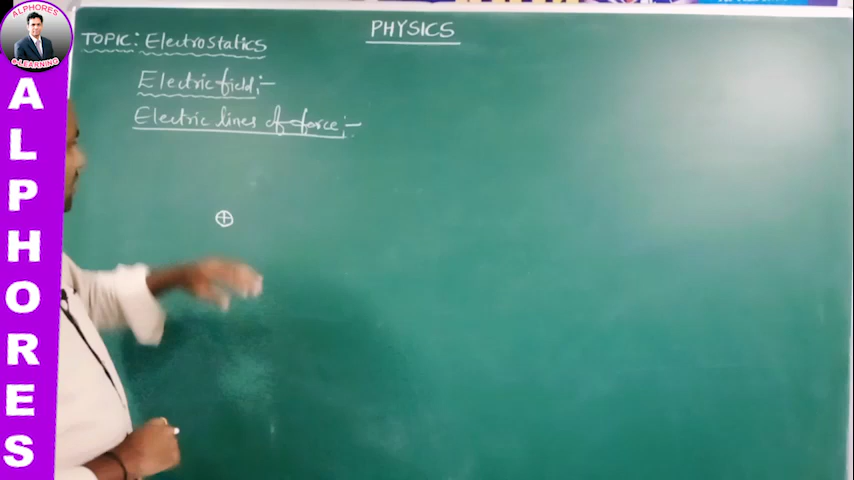 ALPHORES
e-LEARNING
ALPHORES
PHYSICS
TOPIC: Electrostatics
Electric field;-
Electric lines of force;-
+